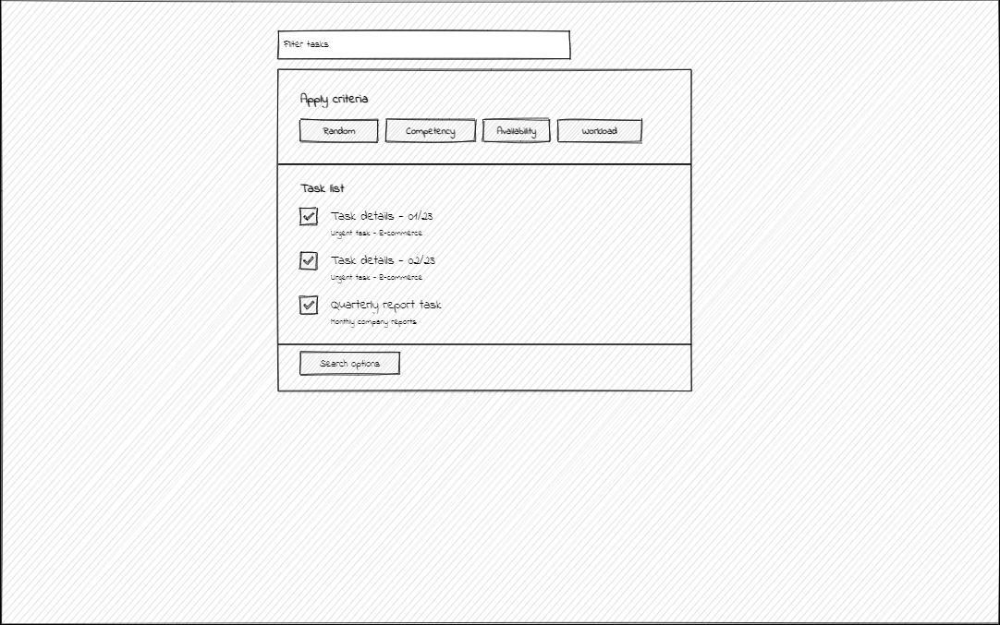 Filter tasks
Apply criteria
Random Competency Availability Workload
Task list
Task details - 01/23
Urgent task - E-commerce
Task details - 02/23
Urgent task - E-commerce
Quarterly report task
Monthly company reports
Search options